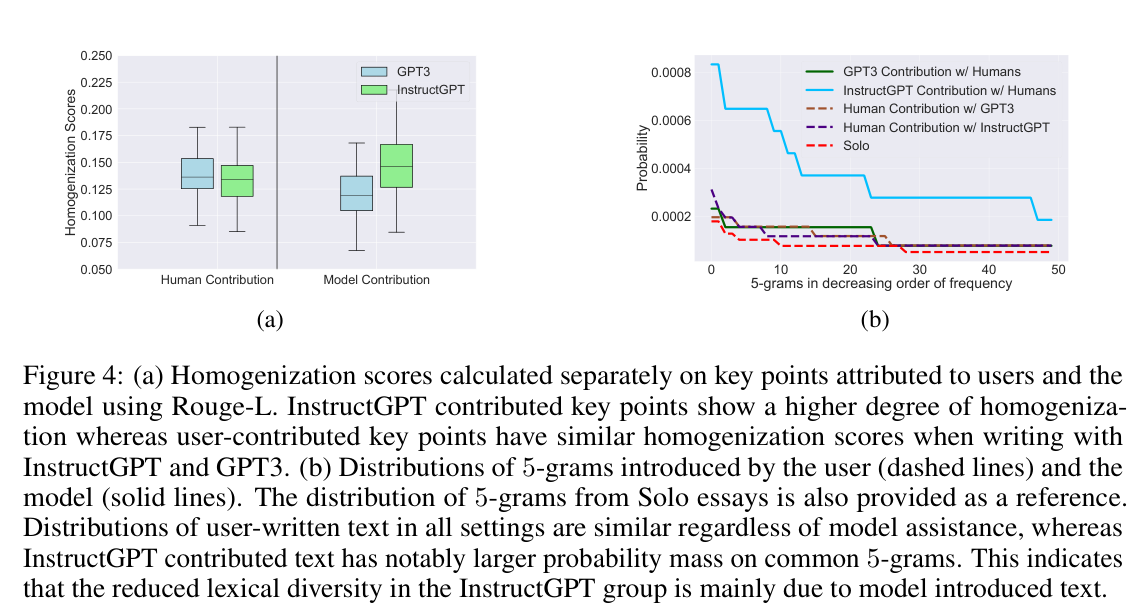 0.250
0.225
0.200
0.175
0.150
0.125
0.100
0.075
0.050
Homogenization Scores
GPT3
InstructGPT
Human Contribution
Model Contribution
(a)
0.0008
0.0006
0.0004
0.0002
Probability
GPT3 Contribution w/ Humans
InstructGPT Contribution w/ Humans
Human Contribution w/ GPT3
Human Contribution w/ InstructGPT
Solo
0 10 20 30 40 50
5-grams in decreasing order of frequency
(b)
Figure 4: (a) Homogenization scores calculated separately on key points attributed to users and the
model using Rouge-L. InstructGPT contributed key points show a higher degree of homogeniza-
tion whereas user-contributed key points have similar homogenization scores when writing with
InstructGPT and GPT3. (b) Distributions of 5-grams introduced by the user (dashed lines) and the
model (solid lines). The distribution of 5-grams from Solo essays is also provided as a reference.
Distributions of user-written text in all settings are similar regardless of model assistance, whereas
InstructGPT contributed text has notably larger probability mass on common 5-grams. This indicates
that the reduced lexical diversity in the InstructGPT group is mainly due to model introduced text.